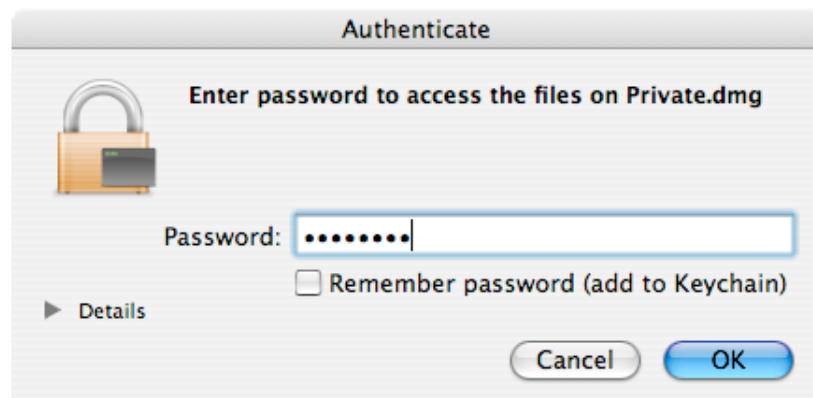 Authenticate
Enter password to access the files on Private.dmg
Password: ••••••••
Remember password (add to Keychain)
Details
Cancel OK